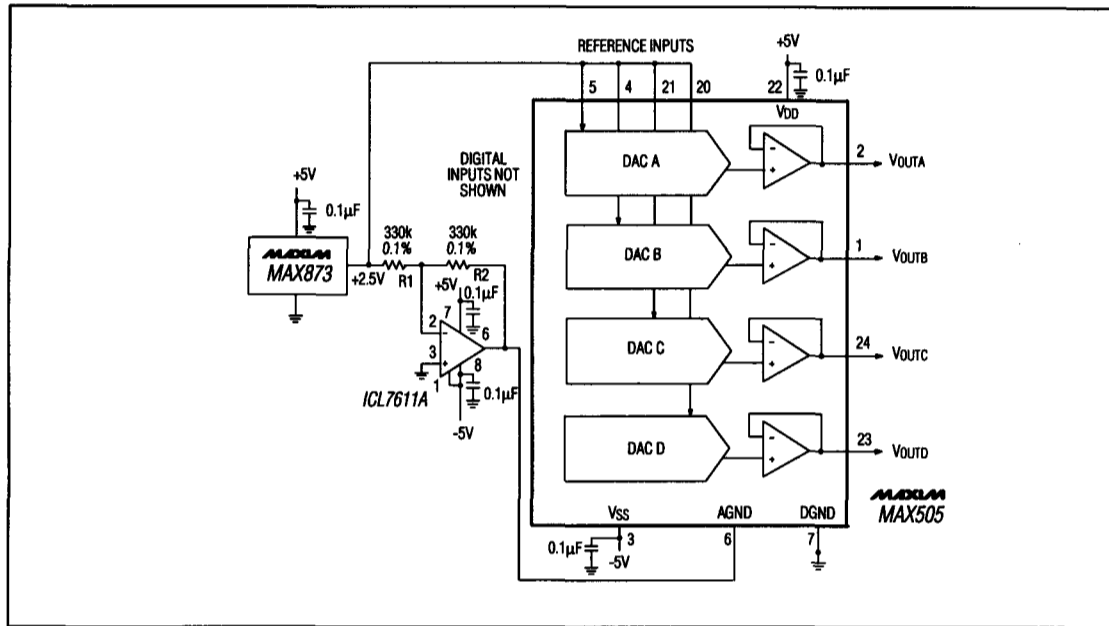 REFERENCE INPUTS
+5V
0.1µF
5
4
21
20
22
VDD
DAC A
2
VOUTA
DIGITAL
INPUTS NOT
SHOWN
+5V
0.1µF
MAXIM
MAX873
+2.5V
330k
0.1%
R1
330k
0.1%
R2
+5V
0.1µF
7
2
6
3
8
1
0.1µF
ICL7611A
-5V
DAC B
1
VOUTB
DAC C
24
VOUTC
DAC D
23
VOUTD
MAXIM
MAX505
VSS
AGND
DGND
3
6
7
0.1µF
-5V